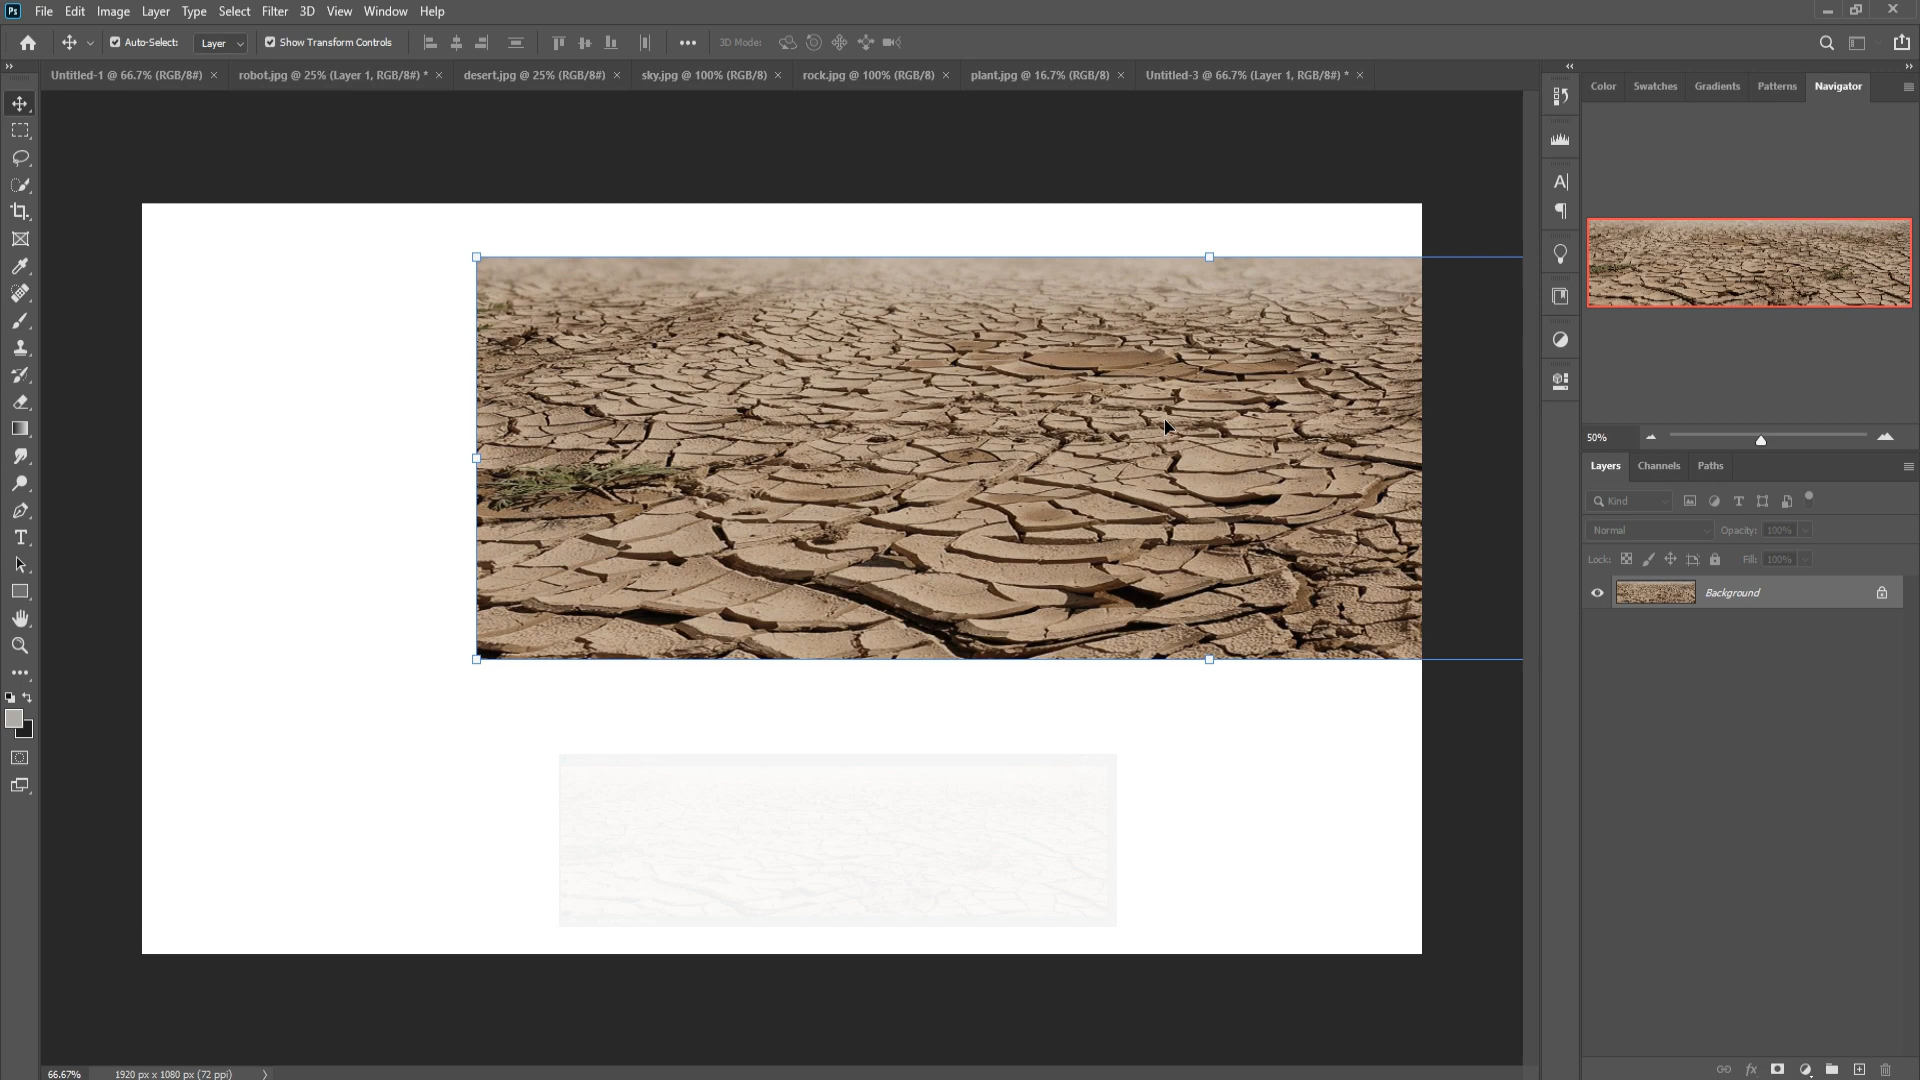 Ps File Edit Image Layer Type Select Filter 3D View Window Help
Auto-Select: Layer Show Transform Controls 3D Mode:
Untitled-1 @ 66.7% (RGB/8#) robot.jpg @ 25% (Layer 1, RGB/8#) * desert.jpg @ 25% (RGB/8#) sky.jpg @ 100% (RGB/8) rock.jpg @ 100% (RGB/8) plant.jpg @ 16.7% (RGB/8) Untitled-3 @ 66.7% (Layer 1, RGB/8#) *
Color Swatches Gradients Patterns Navigator
50%
Layers Channels Paths
Kind
Normal Opacity: 100%
Lock: Fill: 100%
Background
66.67% 1920 px x 1080 px (72 ppi)